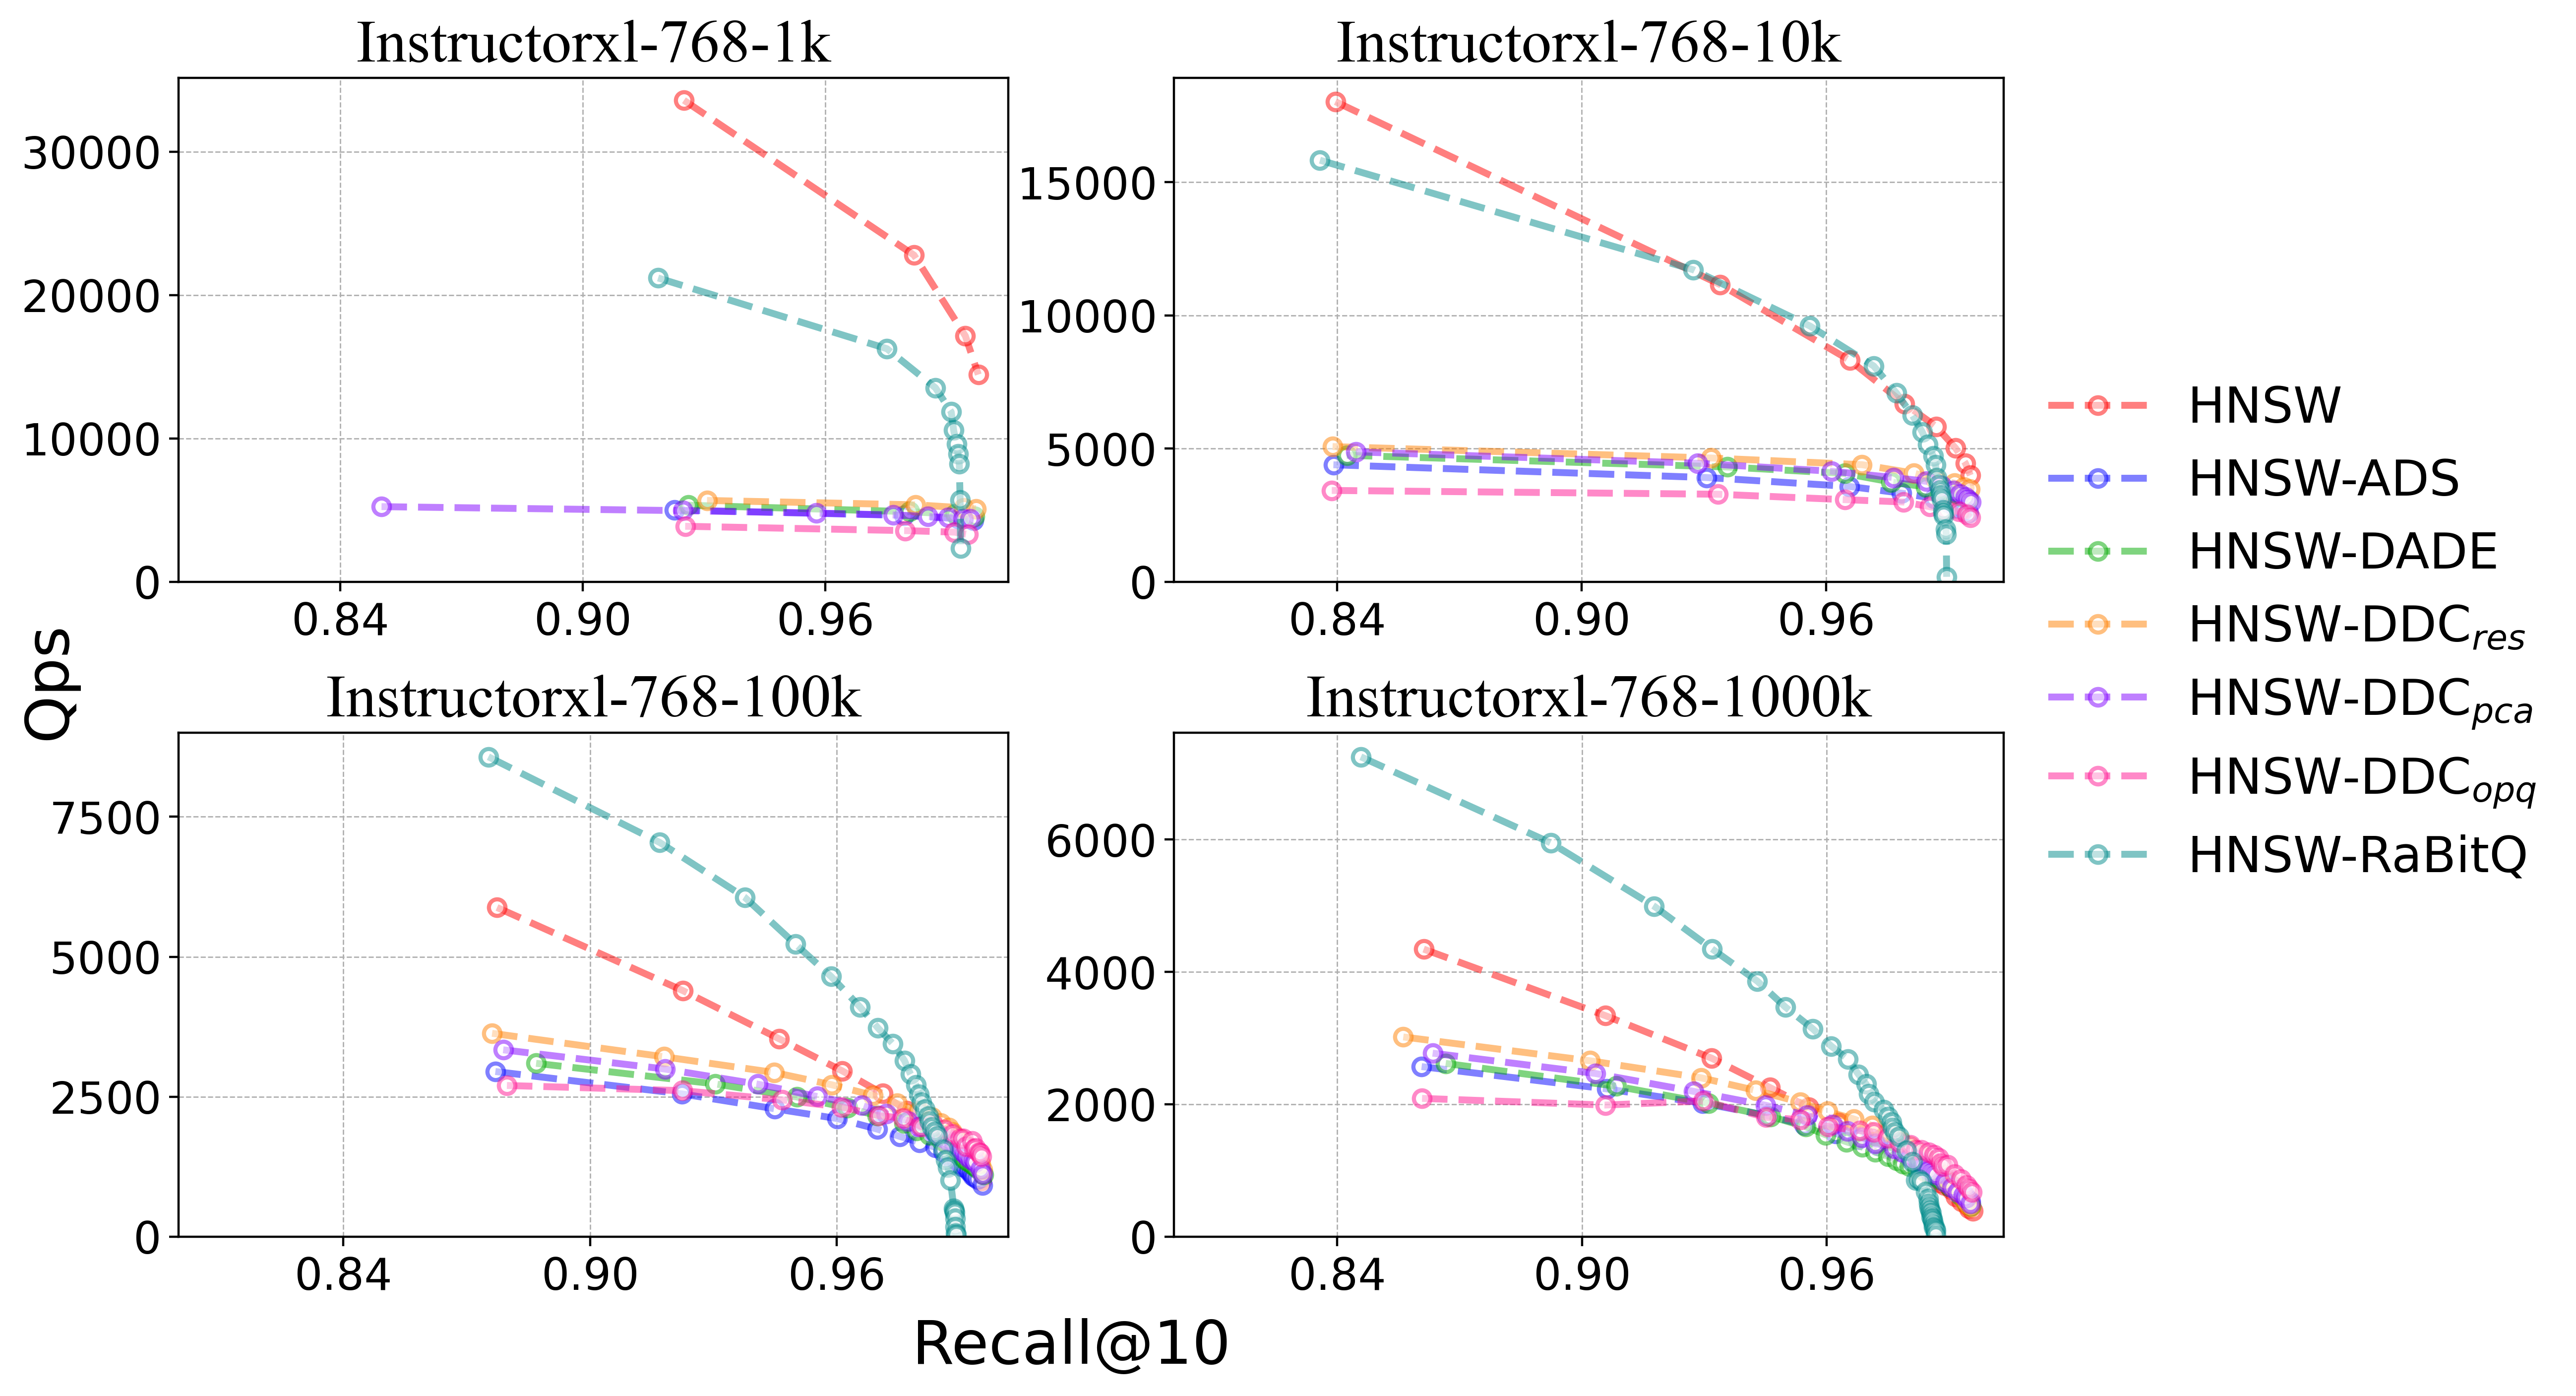 Instructorxl-768-1k
30000
20000
10000
0
0.84 0.90 0.96
Instructorxl-768-10k
15000
10000
5000
0
0.84 0.90 0.96
Instructorxl-768-100k
7500
5000
2500
0
0.84 0.90 0.96
Instructorxl-768-1000k
6000
4000
2000
0
0.84 0.90 0.96
Qps
Recall@10
HNSW
HNSW-ADS
HNSW-DADE
HNSW-DDCres
HNSW-DDCpca
HNSW-DDCopq
HNSW-RaBitQ